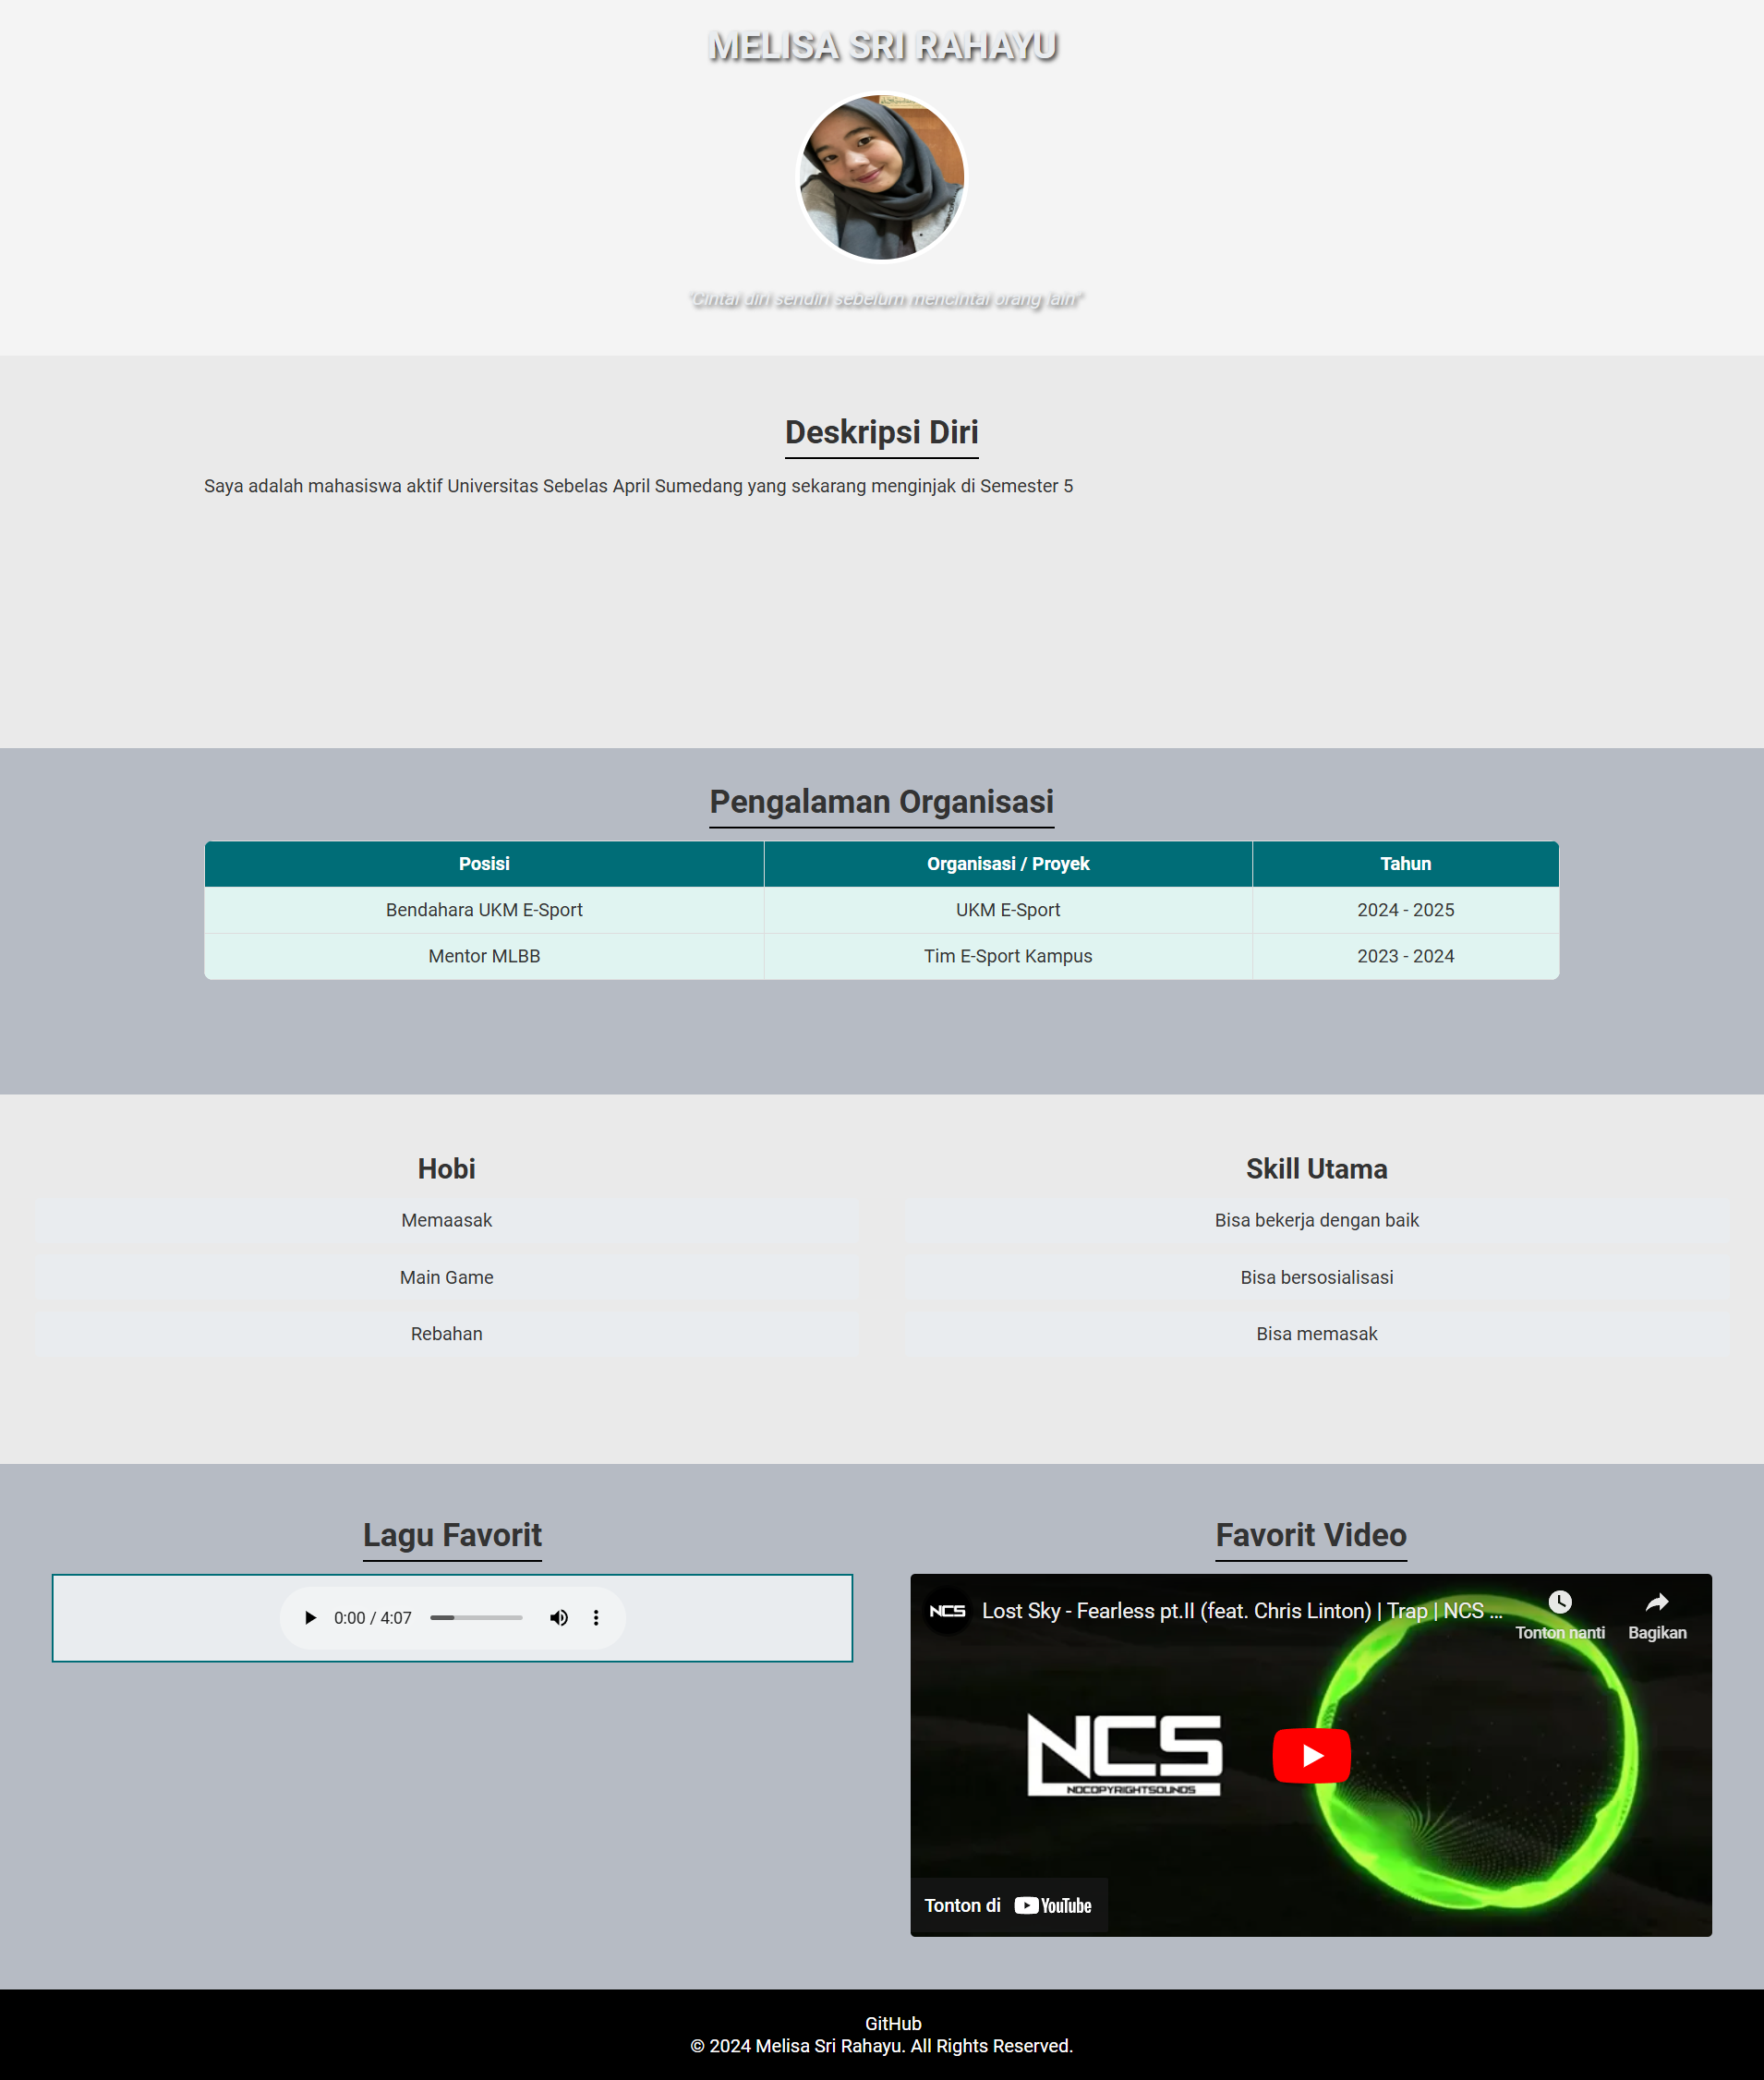 MELISA SRI RAHAYU
"Cintai diri sendiri sebelum mencintai orang lain"
Deskripsi Diri
Saya adalah mahasiswa aktif Universitas Sebelas April Sumedang yang sekarang menginjak di Semester 5
Pengalaman Organisasi
Posisi Organisasi / Proyek Tahun
Bendahara UKM E-Sport UKM E-Sport 2024 - 2025
Mentor MLBB Tim E-Sport Kampus 2023 - 2024
Hobi
Memaasak
Main Game
Rebahan
Skill Utama
Bisa bekerja dengan baik
Bisa bersosialisasi
Bisa memasak
Lagu Favorit
0:00 / 4:07
Favorit Video
NCS Lost Sky - Fearless pt.II (feat. Chris Linton) | Trap | NCS ...
Tonton nanti Bagikan
NCS
NOCOPYRIGHTSOUNDS
Tonton di YouTube
GitHub
© 2024 Melisa Sri Rahayu. All Rights Reserved.